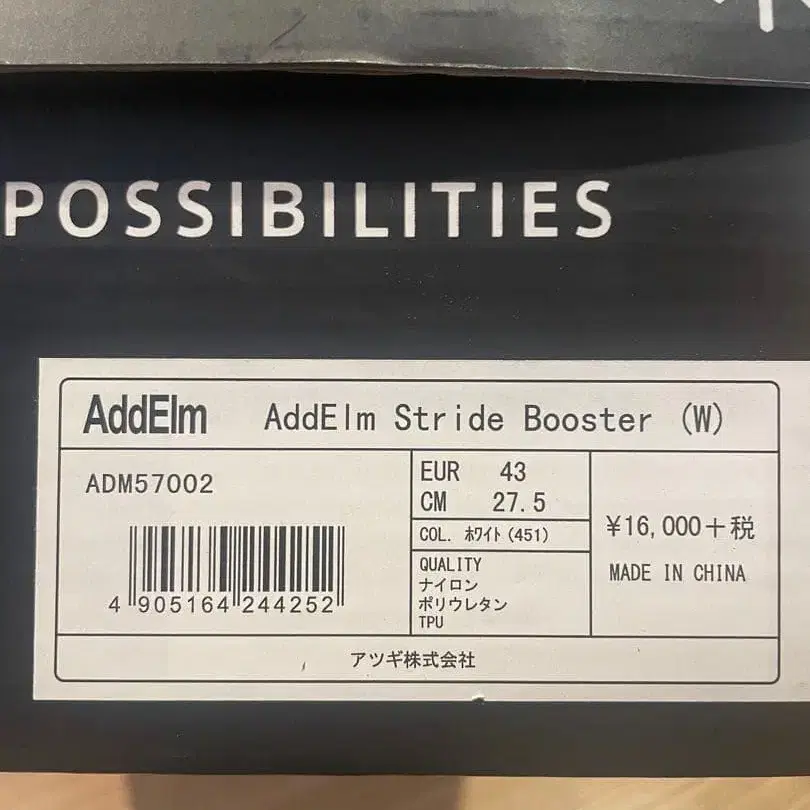 POSSIBILITIES
AddElm AddElm Stride Booster (W)
ADM57002
4 905164 244252
EUR 43
CM 27.5
COL. ホワイト(451)
QUALITY
ナイロン
ポリウレタン
TPU
¥16,000+税
MADE IN CHINA
アツギ株式会社